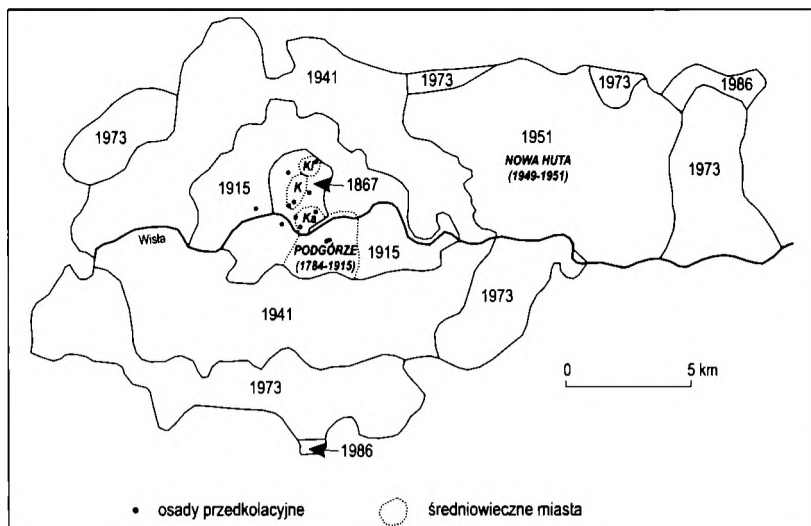 1941
1973
1973
1986
1973
1951
NOWA HUTA
(1949-1951)
1973
Kl
K
1915
1867
Ka
Wisła
PODGÓRZE
(1784-1915)
1915
1973
1941
1973
0 5 km
1986
osady przedkolacyjne
średniowieczne miasta